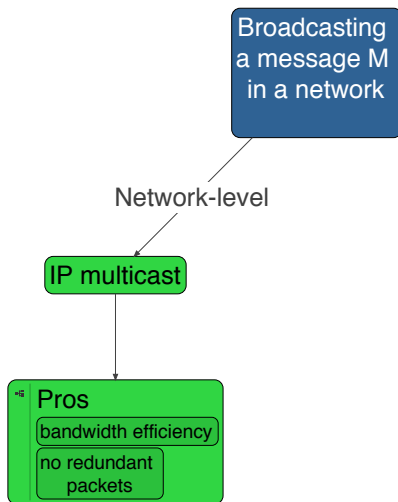 Broadcasting
a message M
in a network
Network-level
IP multicast
Pros
bandwidth efficiency
no redundant
packets